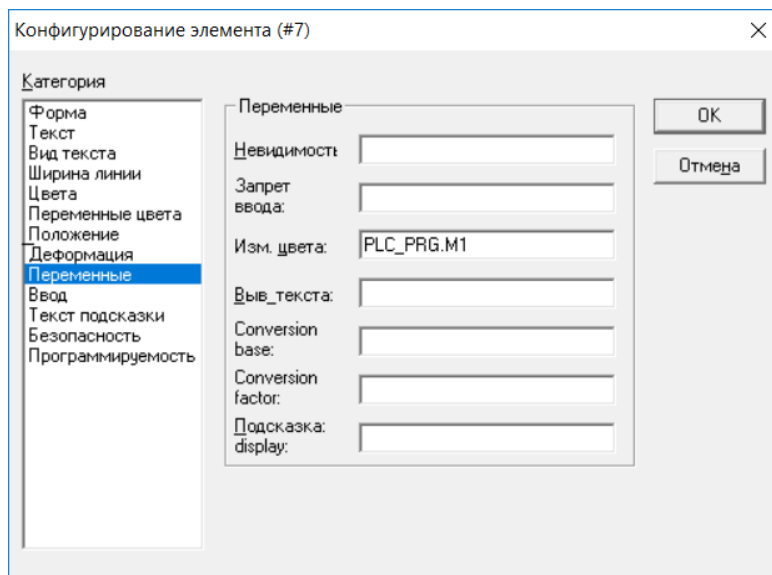 Конфигурирование элемента (#7)
Категория
Форма
Текст
Вид текста
Ширина линии
Цвета
Переменные цвета
Положение
Деформация
Переменные
Ввод
Текст подсказки
Безопасность
Программируемость
Переменные
Невидимость
Запрет
ввода:
Изм. цвета: PLC_PRG.M1
Выв_текста:
Conversion
base:
Conversion
factor:
Подсказка:
display:
OK
Отмена